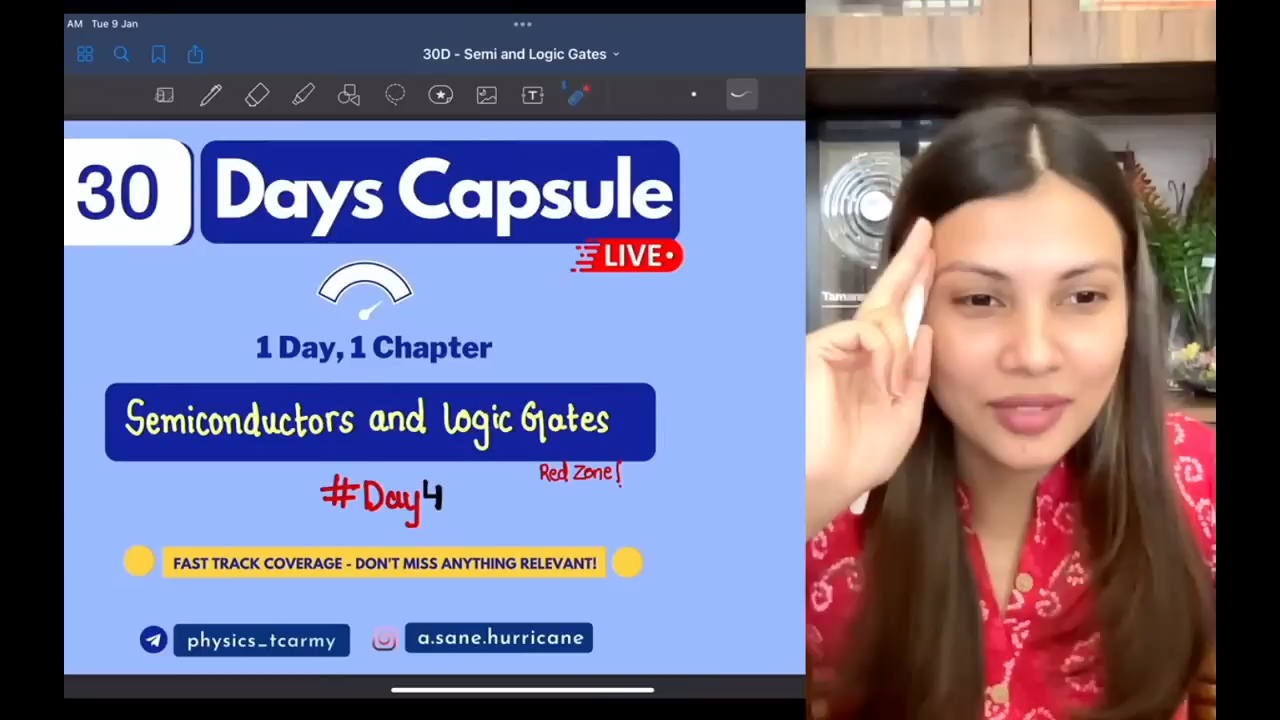 AM Tue 9 Jan
30D - Semi and Logic Gates
T
30 Days Capsule
LIVE
1 Day, 1 Chapter
Semiconductors and Logic Gates
Red Zone!
#Day4
FAST TRACK COVERAGE - DON'T MISS ANYTHING RELEVANT!
physics_tcarmy
a.sane.hurricane